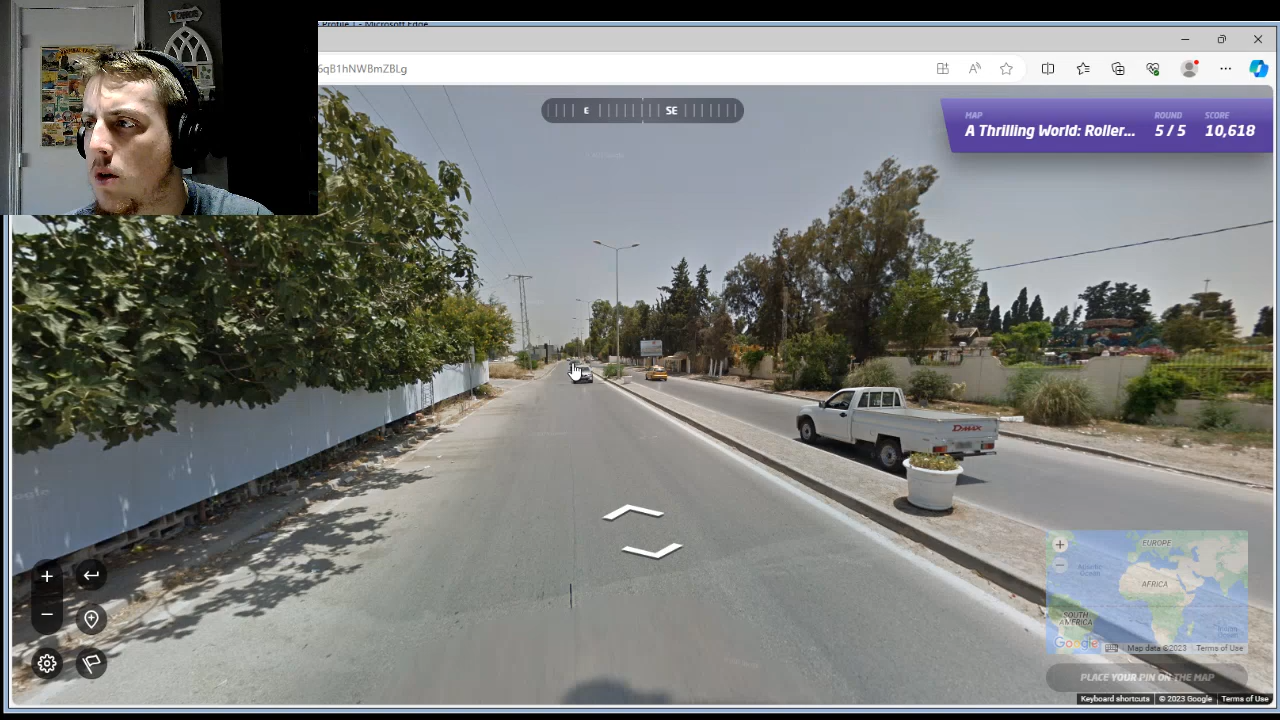 Profile 1 - Microsoft Edge
6qB1hNWBmZBLg
E
SE
MAP
ROUND
SCORE
A Thrilling World: Roller...
5 / 5
10,618
D-MAX
EUROPE
AFRICA
SOUTH
AMERICA
Google
Map data ©2023
Terms of Use
PLACE YOUR PIN ON THE MAP
Keyboard shortcuts
© 2023 Google
Terms of Use